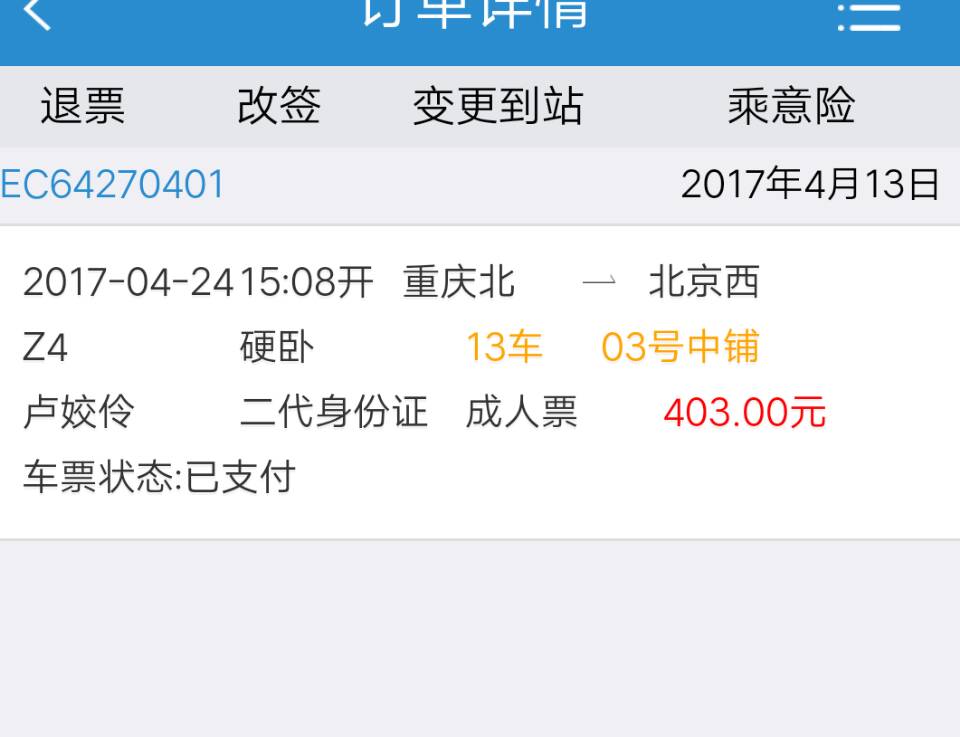 订单详情
退票 改签 变更到站 乘意险
EC64270401 2017年4月13日
2017-04-24 15:08开 重庆北 → 北京西
Z4 硬卧 13车 03号中铺
卢姣伶 二代身份证 成人票 403.00元
车票状态:已支付